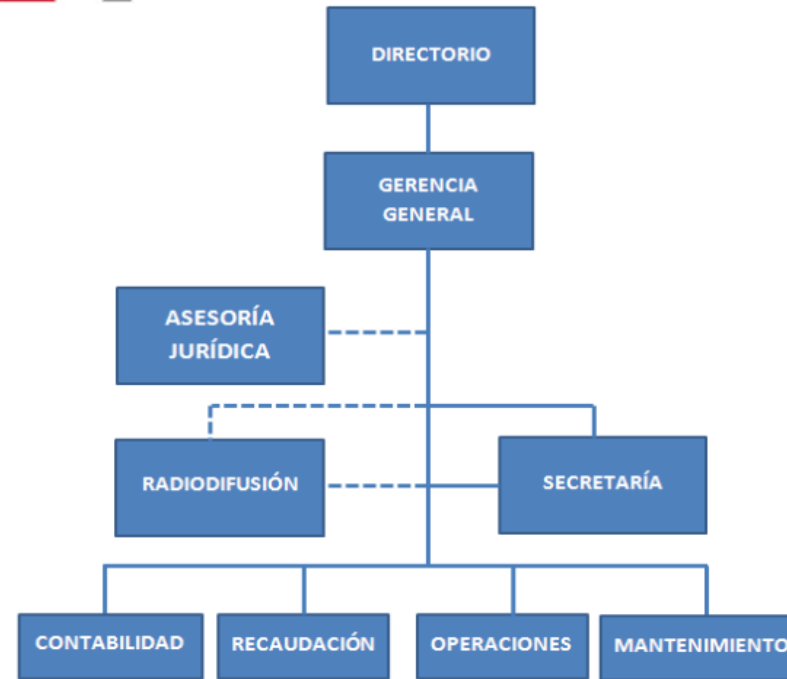 DIRECTORIO
GERENCIA
GENERAL
ASESORÍA
JURÍDICA
RADIODIFUSIÓN
SECRETARÍA
CONTABILIDAD
RECAUDACIÓN
OPERACIONES
MANTENIMIENTO